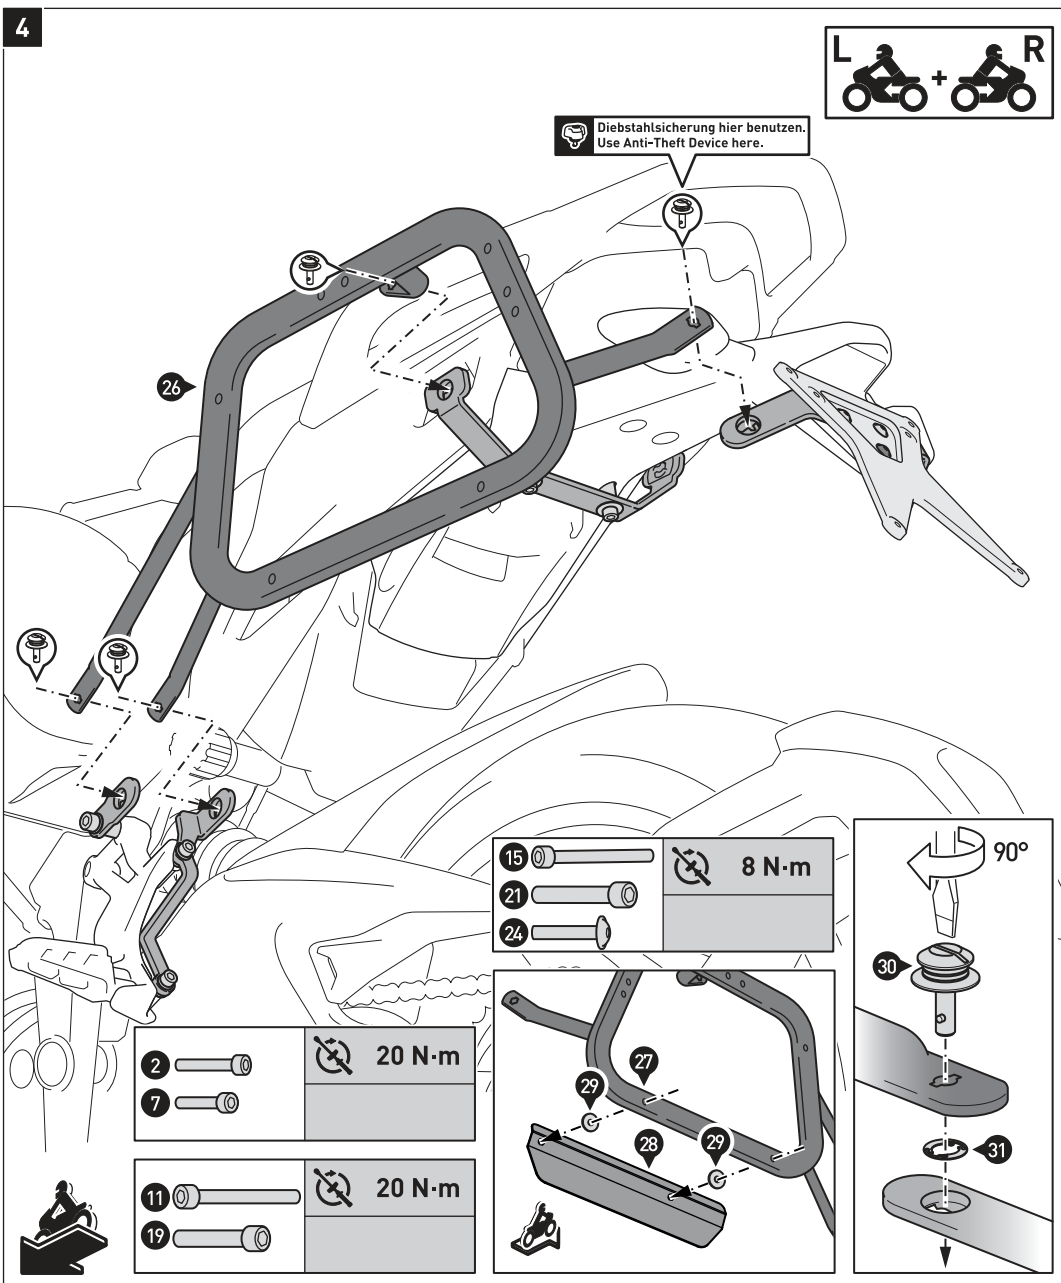 4
L + R
Diebstahlsicherung hier benutzen.
Use Anti-Theft Device here.
26
15
21
24
8 N·m
90°
30
31
2
7
20 N·m
11
19
20 N·m
27
29
28
29